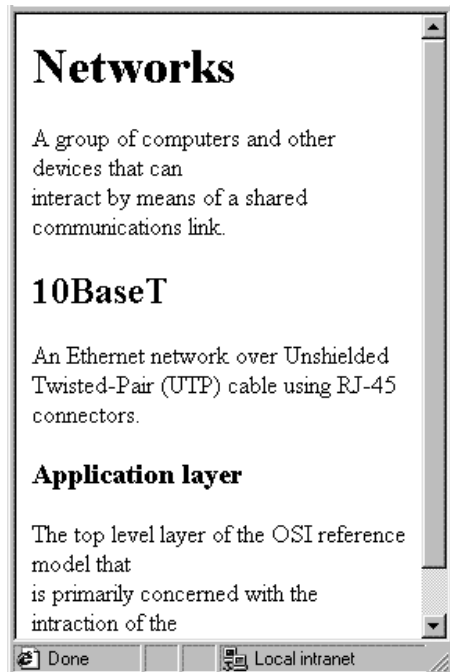 Networks
A group of computers and other
devices that can
interact by means of a shared
communications link.
10BaseT
An Ethernet network over Unshielded
Twisted-Pair (UTP) cable using RJ-45
connectors.
Application layer
The top level layer of the OSI reference
model that
is primarily concerned with the
intraction of the
Done
Local intranet